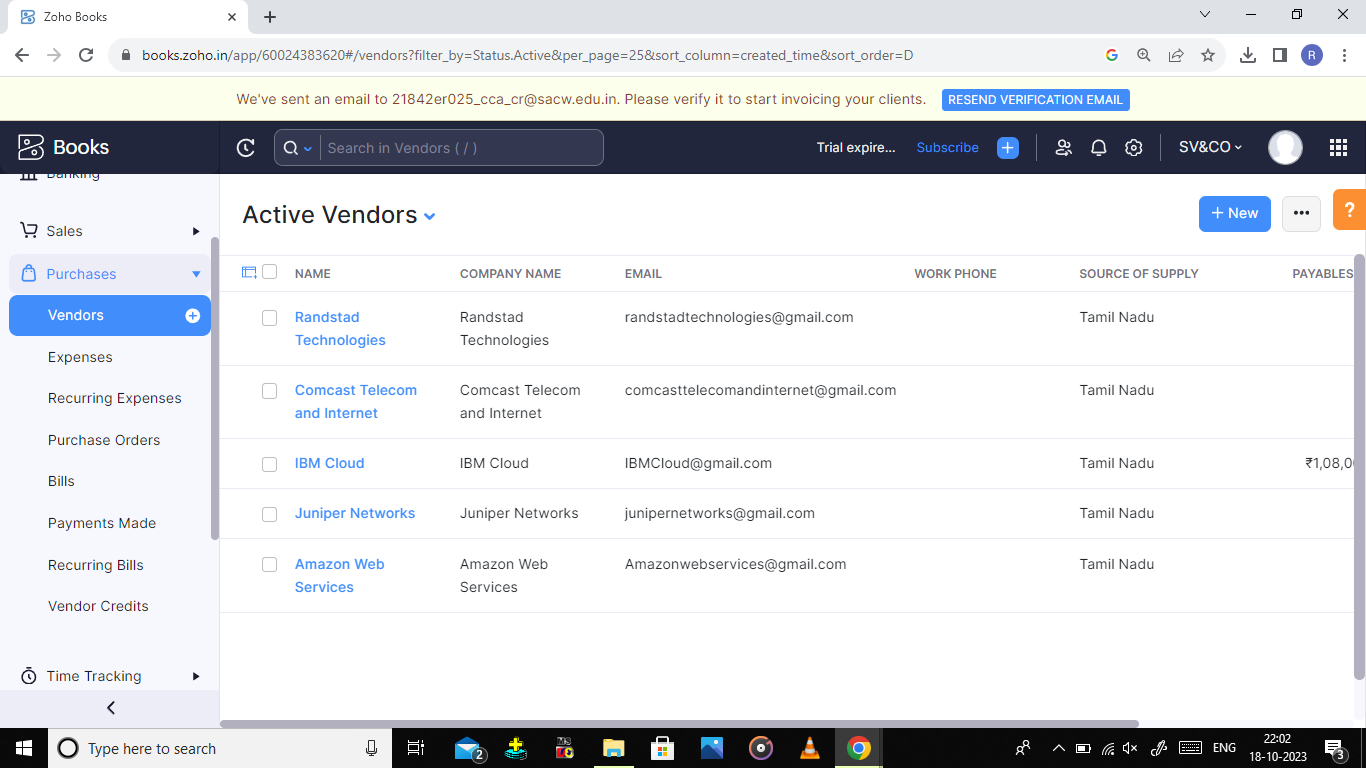 Zoho Books
books.zoho.in/app/60024383620#/vendors?filter_by=Status.Active&per_page=25&sort_column=created_time&sort_order=D
R
We've sent an email to 21842er025_cca_cr@sacw.edu.in. Please verify it to start invoicing your clients. RESEND VERIFICATION EMAIL
Books
Search in Vendors ( / )
Trial expire... Subscribe
SV&CO
Banking
Sales
Purchases
Vendors
Expenses
Recurring Expenses
Purchase Orders
Bills
Payments Made
Recurring Bills
Vendor Credits
Time Tracking
Active Vendors
+ New
?
NAME COMPANY NAME EMAIL WORK PHONE SOURCE OF SUPPLY PAYABLES
Randstad Technologies Randstad Technologies randstadtechnologies@gmail.com Tamil Nadu
Comcast Telecom and Internet Comcast Telecom and Internet comcasttelecomandinternet@gmail.com Tamil Nadu
IBM Cloud IBM Cloud IBMCloud@gmail.com Tamil Nadu ₹1,08,0
Juniper Networks Juniper Networks junipernetworks@gmail.com Tamil Nadu
Amazon Web Services Amazon Web Services Amazonwebservices@gmail.com Tamil Nadu
Type here to search
2
ENG
22:02
18-10-2023
3